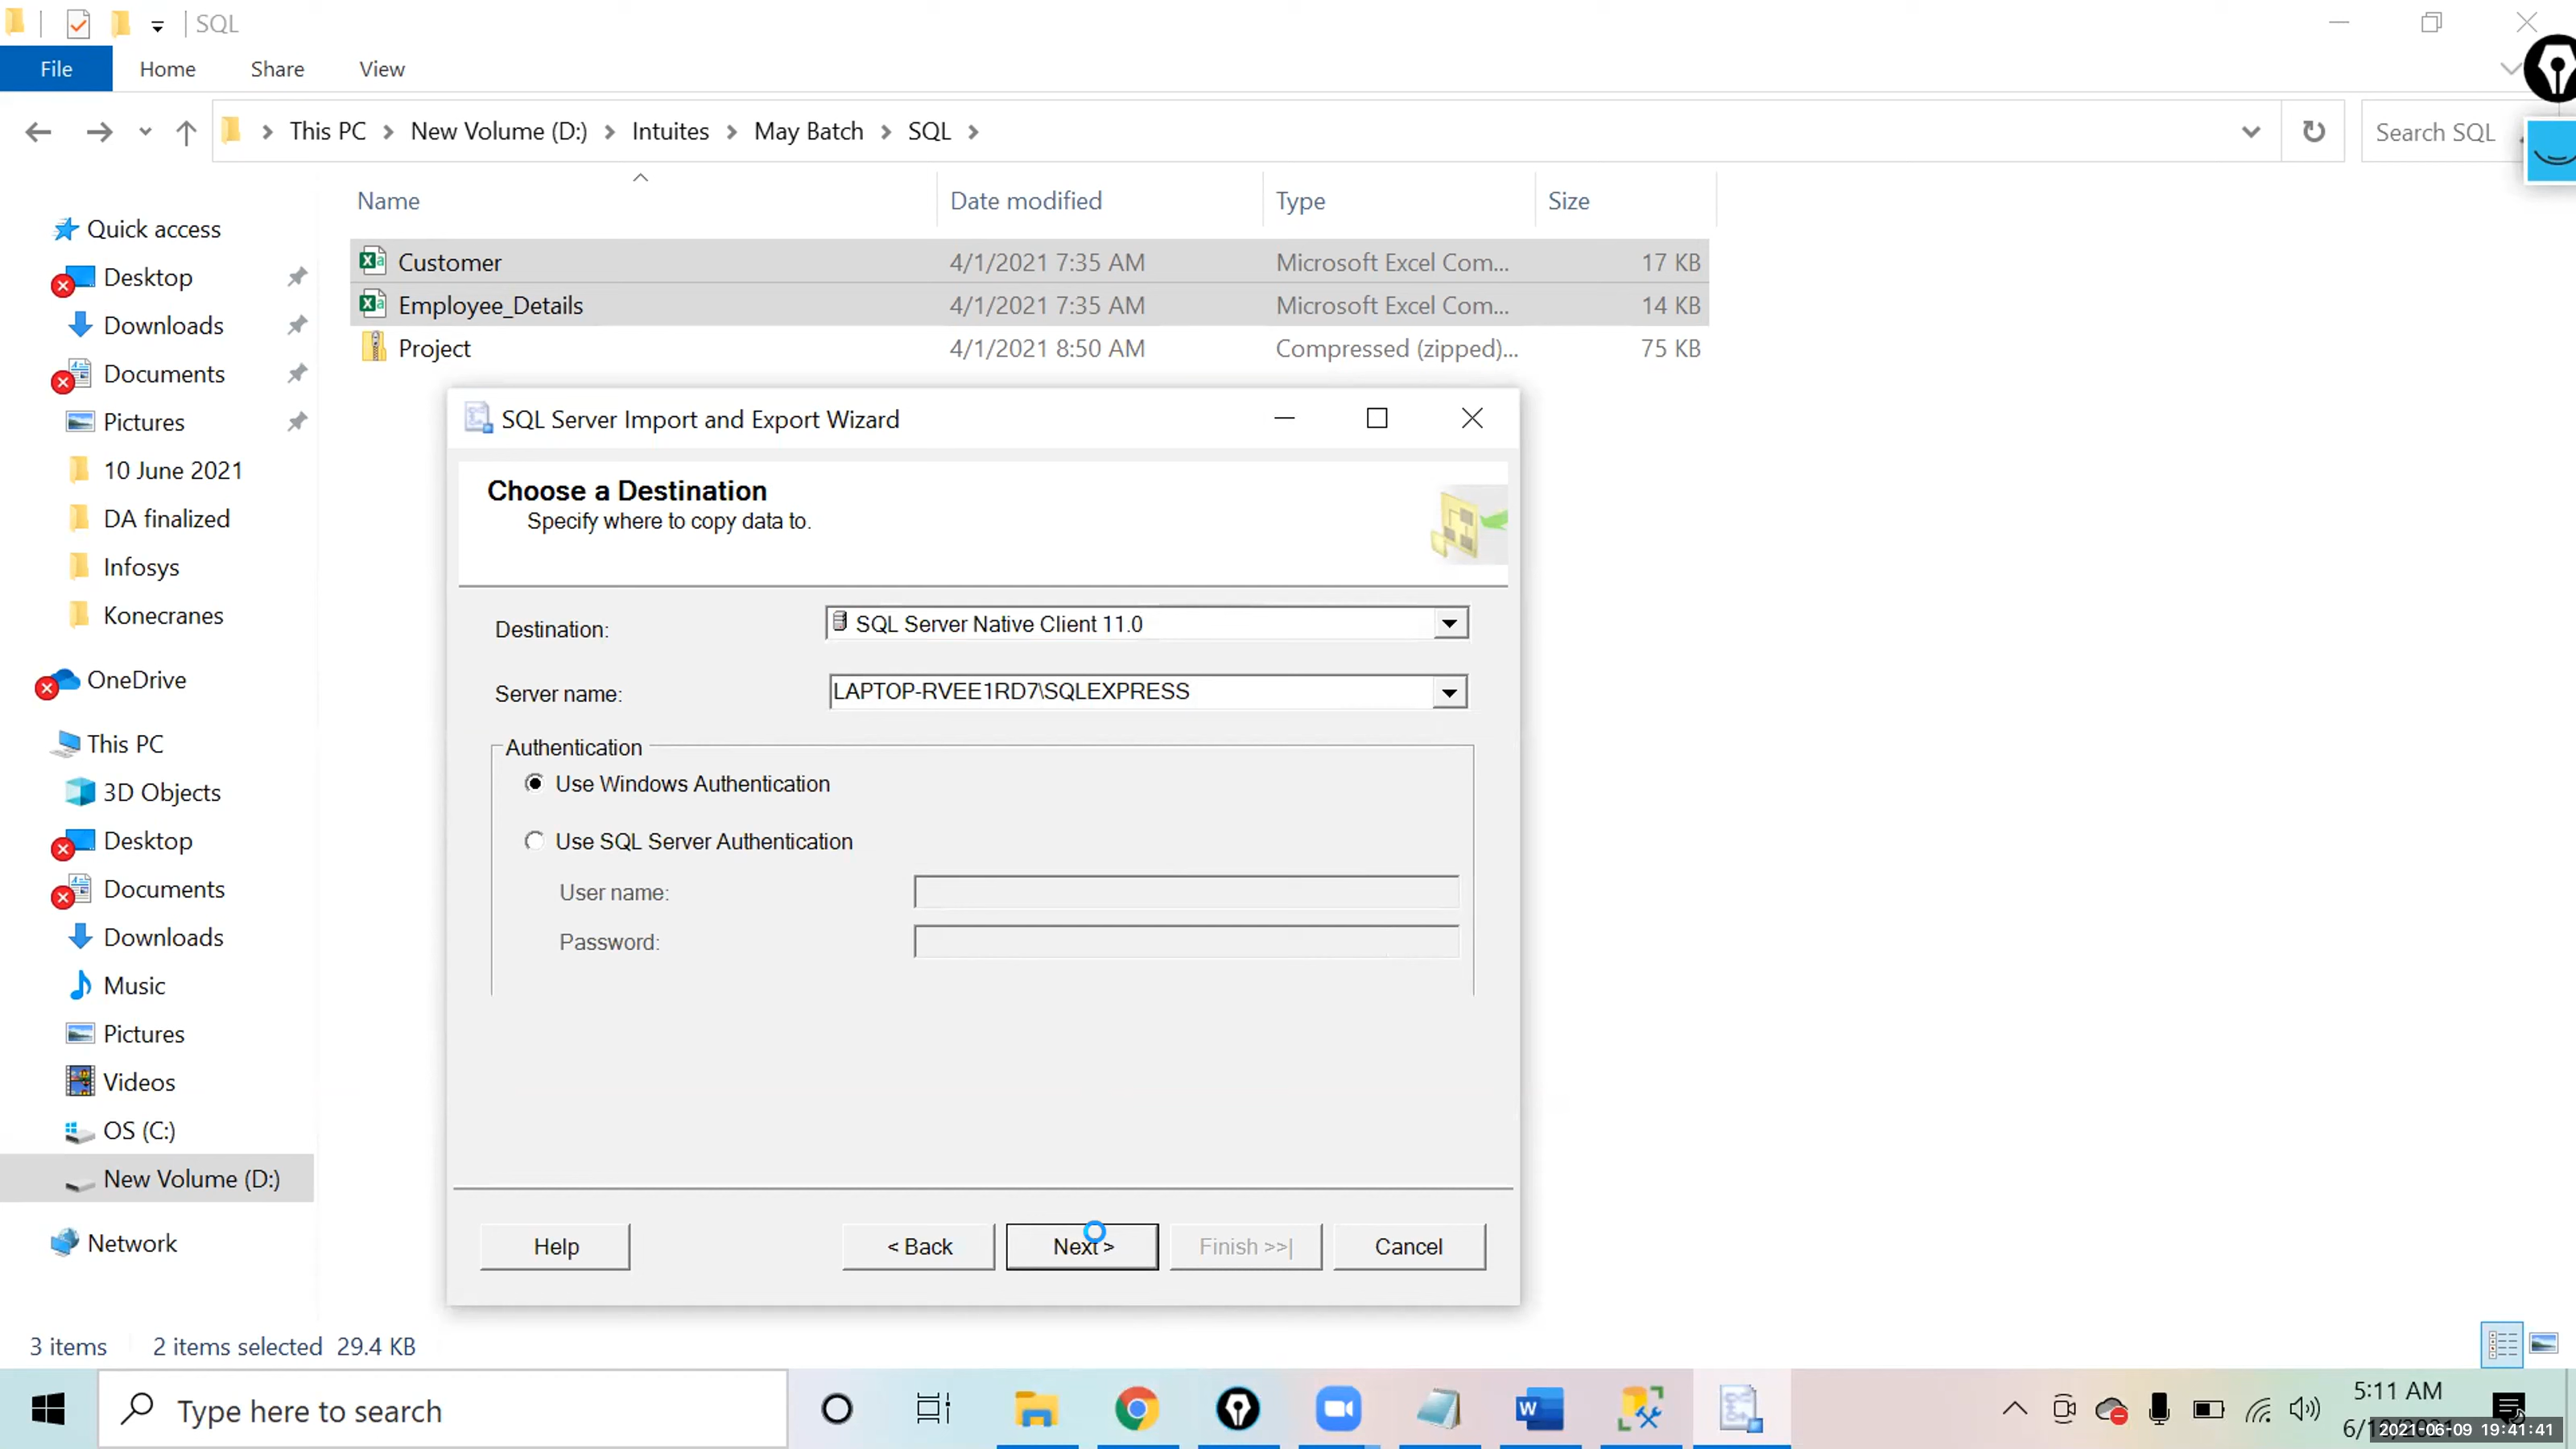 SQL
File Home Share View
This PC New Volume (D:) Intuites May Batch SQL
Search SQL
Name Date modified Type Size
Customer 4/1/2021 7:35 AM Microsoft Excel Com... 17 KB
Employee_Details 4/1/2021 7:35 AM Microsoft Excel Com... 14 KB
Project 4/1/2021 8:50 AM Compressed (zipped)... 75 KB
Quick access
Desktop
Downloads
Documents
Pictures
10 June 2021
DA finalized
Infosys
Konecranes
OneDrive
This PC
3D Objects
Desktop
Documents
Downloads
Music
Pictures
Videos
OS (C:)
New Volume (D:)
Network
SQL Server Import and Export Wizard
Choose a Destination
Specify where to copy data to.
Destination: SQL Server Native Client 11.0
Server name: LAPTOP-RVEE1RD7\SQLEXPRESS
Authentication
Use Windows Authentication
Use SQL Server Authentication
User name:
Password:
Help < Back Next > Finish >>| Cancel
3 items 2 items selected 29.4 KB
Type here to search
5:11 AM
2021-06-09 19:41:41